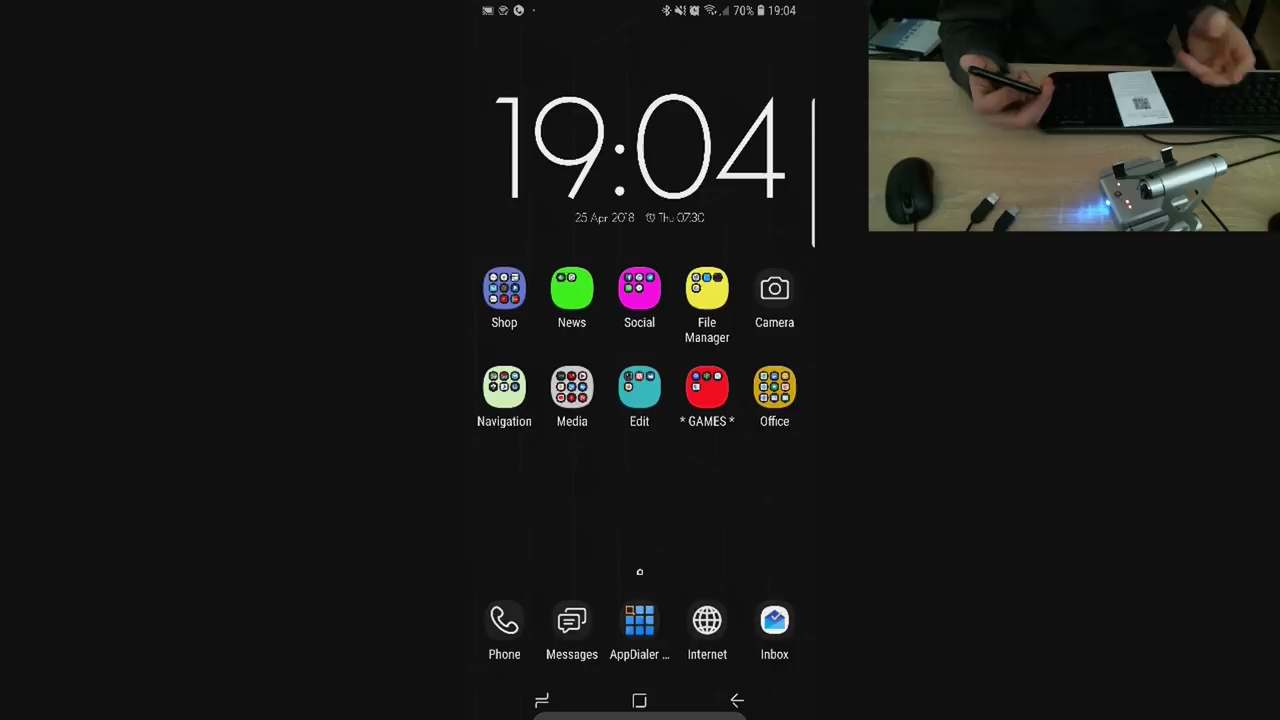 70% 19:04
19:04
25 Apr 2018 Thu 07:30
Shop News Social File Manager Camera
Navigation Media Edit * GAMES * Office
Phone Messages AppDialer ... Internet Inbox